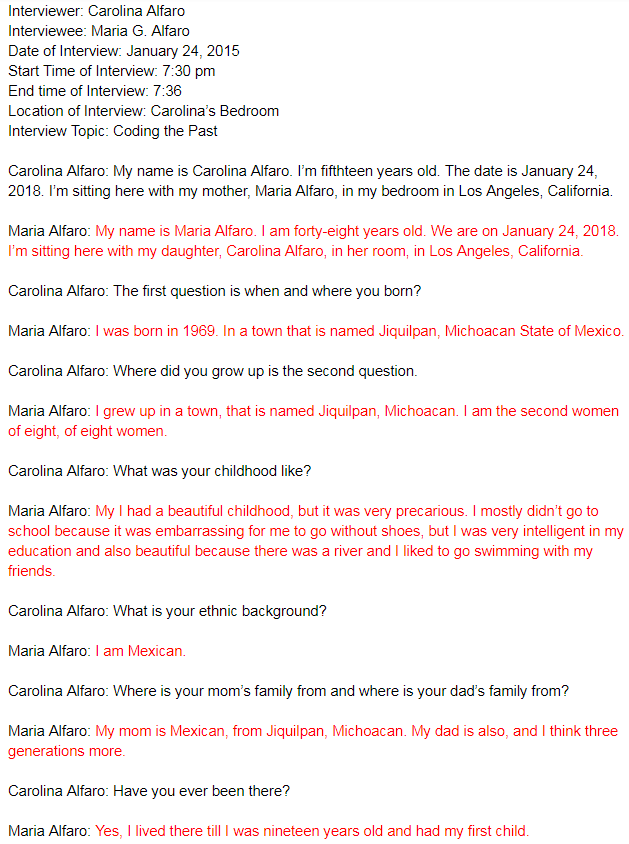 Interviewer: Carolina Alfaro
Interviewee: Maria G. Alfaro
Date of Interview: January 24, 2015
Start Time of Interview: 7:30 pm
End time of Interview: 7:36
Location of Interview: Carolina's Bedroom
Interview Topic: Coding the Past
Carolina Alfaro: My name is Carolina Alfaro. I'm fifthteen years old. The date is January 24,
2018. I'm sitting here with my mother, Maria Alfaro, in my bedroom in Los Angeles, California.
Maria Alfaro: My name is Maria Alfaro. I am forty-eight years old. We are on January 24, 2018.
I'm sitting here with my daughter, Carolina Alfaro, in her room, in Los Angeles, California.
Carolina Alfaro: The first question is when and where you born?
Maria Alfaro: I was born in 1969. In a town that is named Jiquilpan, Michoacan State of Mexico.
Carolina Alfaro: Where did you grow up is the second question.
Maria Alfaro: I grew up in a town, that is named Jiquilpan, Michoacan. I am the second women
of eight, of eight women.
Carolina Alfaro: What was your childhood like?
Maria Alfaro: My I had a beautiful childhood, but it was very precarious. I mostly didn't go to
school because it was embarrassing for me to go without shoes, but I was very intelligent in my
education and also beautiful because there was a river and I liked to go swimming with my
friends.
Carolina Alfaro: What is your ethnic background?
Maria Alfaro: I am Mexican.
Carolina Alfaro: Where is your mom's family from and where is your dad's family from?
Maria Alfaro: My mom is Mexican, from Jiquilpan, Michoacan. My dad is also, and I think three
generations more.
Carolina Alfaro: Have you ever been there?
Maria Alfaro: Yes, I lived there till I was nineteen years old and had my first child.